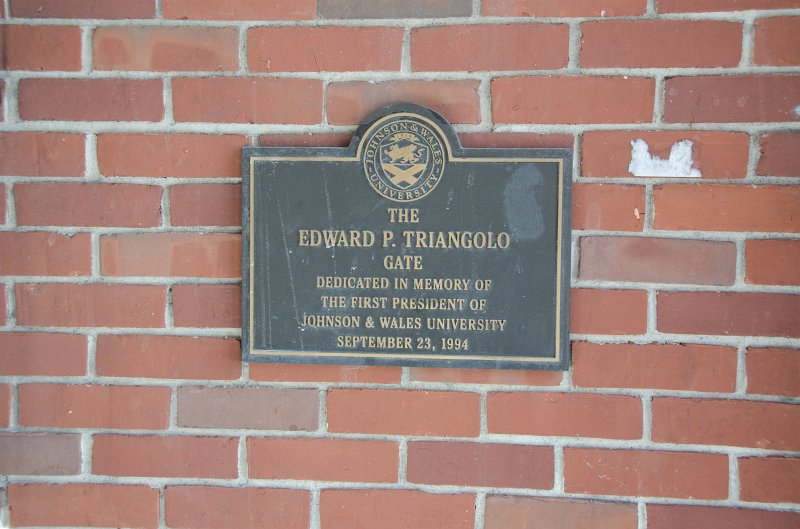 JOHNSON & WALES
UNIVERSITY
THE
EDWARD P. TRIANGOLO
GATE
DEDICATED IN MEMORY OF
THE FIRST PRESIDENT OF
JOHNSON & WALES UNIVERSITY
SEPTEMBER 23, 1994